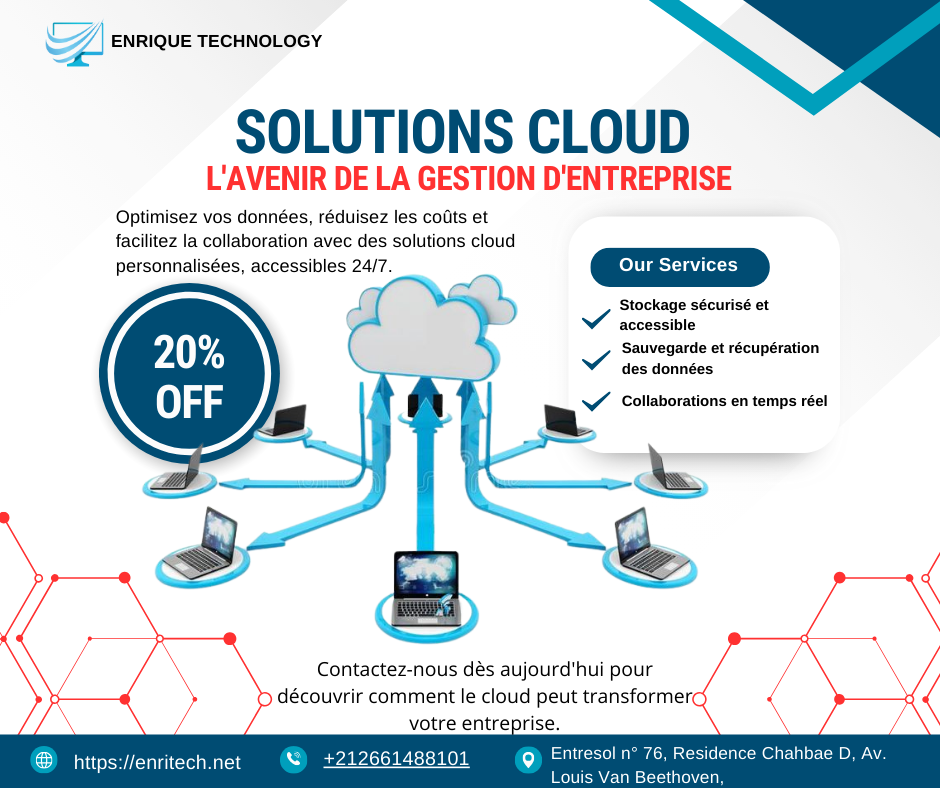 ENRIQUE TECHNOLOGY
SOLUTIONS CLOUD
L'AVENIR DE LA GESTION D'ENTREPRISE
Optimisez vos données, réduisez les coûts et
facilitez la collaboration avec des solutions cloud
personnalisées, accessibles 24/7.
20%
OFF
Our Services
Stockage sécurisé et
accessible
Sauvegarde et récupération
des données
Collaborations en temps réel
Contactez-nous dès aujourd'hui pour
découvrir comment le cloud peut transformer
votre entreprise.
https://enritech.net
+212661488101
Entresol n° 76, Residence Chahbae D, Av.
Louis Van Beethoven,